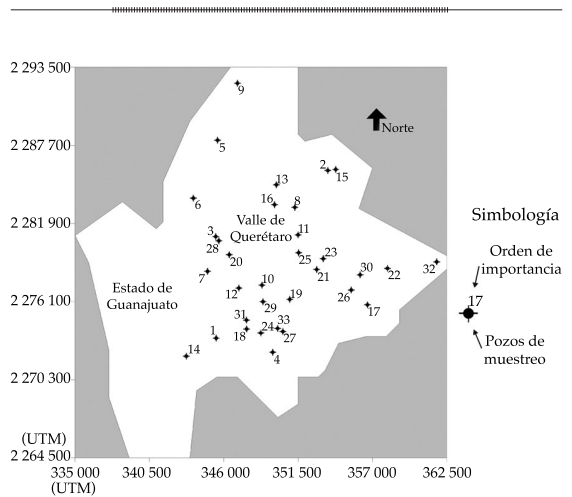 2 293 500
9
Norte
2 287 700
5
2
15
13
6
16
8
Valle de
Querétaro
2 281 900
3
28
11
Simbología
20
25
23
7
21
30
22
32
Orden de
importancia
Estado de
Guanajuato
12
10
26
2 276 100
29
19
17
17
31
18
24
33
27
1
Pozos de
muestreo
14
4
2 270 300
(UTM)
2 264 500
335 000
340 500
346 000
351 500
357 000
362 500
(UTM)